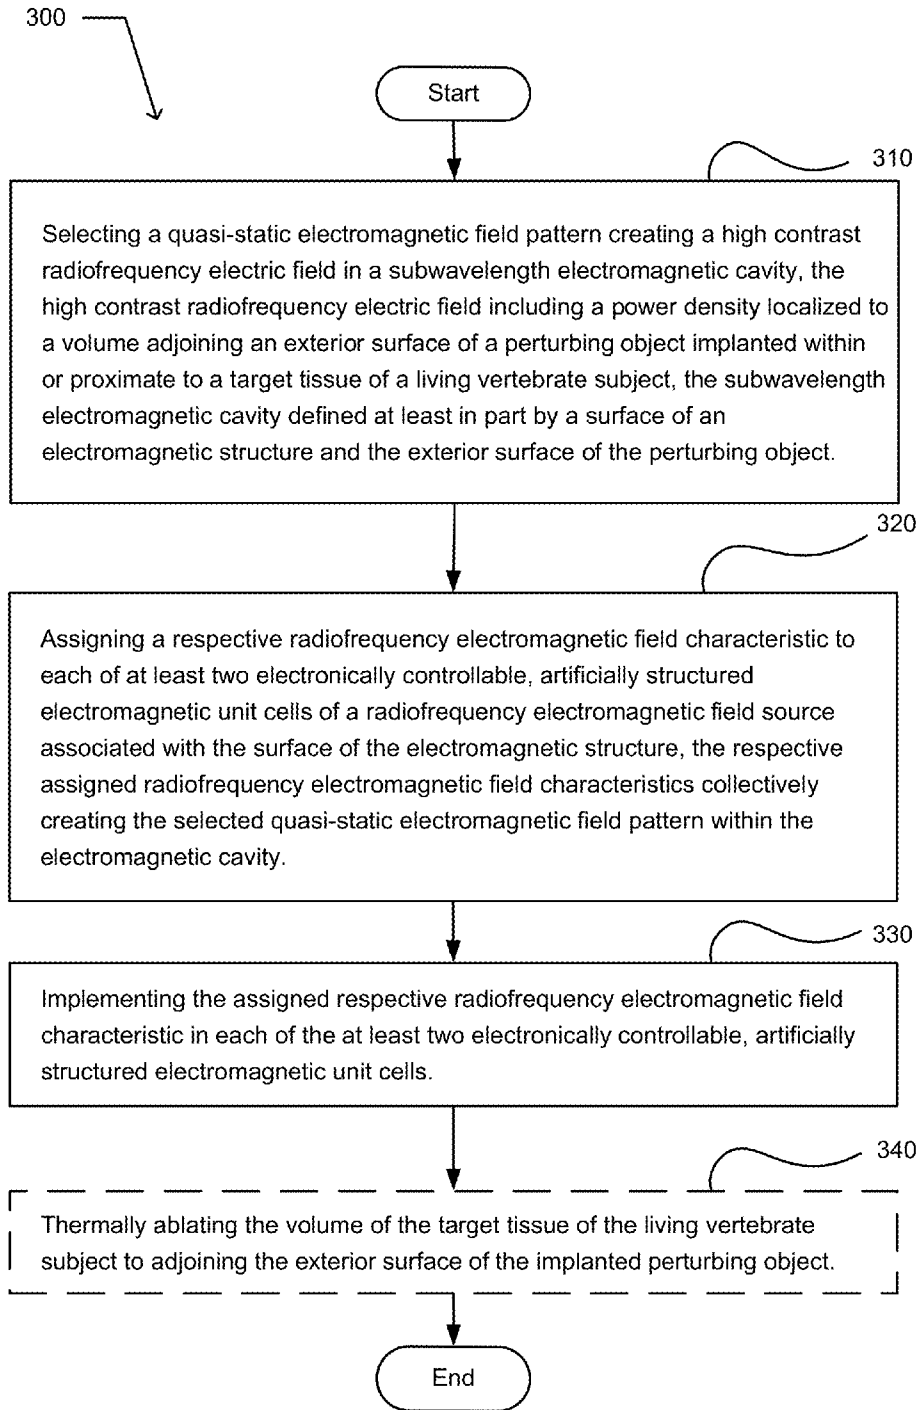 300
Start
310
Selecting a quasi-static electromagnetic field pattern creating a high contrast
radiofrequency electric field in a subwavelength electromagnetic cavity, the
high contrast radiofrequency electric field including a power density localized to
a volume adjoining an exterior surface of a perturbing object implanted within
or proximate to a target tissue of a living vertebrate subject, the subwavelength
electromagnetic cavity defined at least in part by a surface of an
electromagnetic structure and the exterior surface of the perturbing object.
320
Assigning a respective radiofrequency electromagnetic field characteristic to
each of at least two electronically controllable, artificially structured
electromagnetic unit cells of a radiofrequency electromagnetic field source
associated with the surface of the electromagnetic structure, the respective
assigned radiofrequency electromagnetic field characteristics collectively
creating the selected quasi-static electromagnetic field pattern within the
electromagnetic cavity.
330
Implementing the assigned respective radiofrequency electromagnetic field
characteristic in each of the at least two electronically controllable, artificially
structured electromagnetic unit cells.
340
Thermally ablating the volume of the target tissue of the living vertebrate
subject to adjoining the exterior surface of the implanted perturbing object.
End